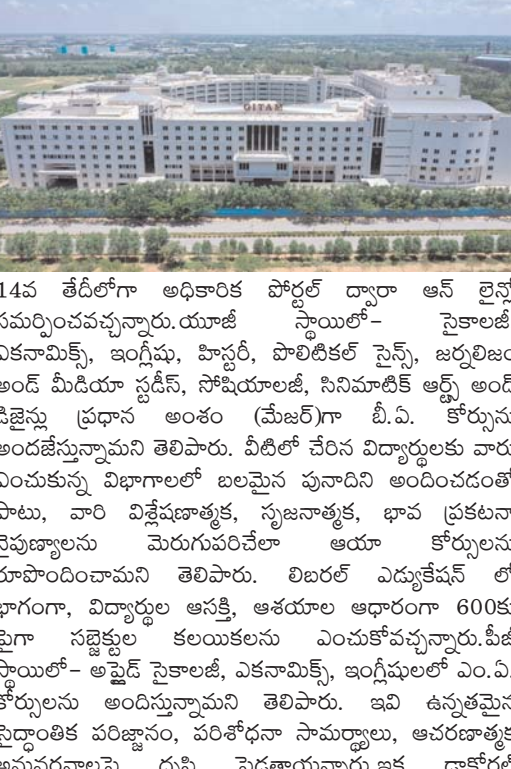 GITAM
14వ తేదీలోగా అధికారిక పోర్టల్ ద్వారా ఆన్ లైన్లో
సమర్పించవచ్చన్నారు.యూజీ స్థాయిలో- సైకాలజీ,
ఎకనామిక్స్, ఇంగ్లీషు, హిస్టరీ, పొలిటికల్ సైన్స్, జర్నలిజం
అండ్ మీడియా స్టడీస్, సోషియాలజీ, సినిమాటిక్ ఆర్ట్స్ అండ్
డిజైన్లు ప్రధాన అంశం (మేజర్)గా బీ.ఏ. కోర్సును
అందజేస్తున్నామని తెలిపారు. వీటిలో చేరిన విద్యార్థులకు వారు
ఎంచుకున్న విభాగాలలో బలమైన పునాదిని అందించడంతో
పాటు, వారి విశ్లేషణాత్మక, సృజనాత్మక, భావ ప్రకటనా
నైపుణ్యాలను మెరుగుపరిచేలా ఆయా కోర్సులను
రూపొందించామని తెలిపారు. లిబరల్ ఎడ్యుకేషన్ లో
భాగంగా, విద్యార్థుల ఆసక్తి, ఆశయాల ఆధారంగా 600కు
పైగా సబ్జెక్టుల కలయికలను ఎంచుకోవచ్చన్నారు.పీజీ
స్థాయిలో- అప్లైడ్ సైకాలజీ, ఎకనామిక్స్, ఇంగ్లీషులలో ఎం.ఏ.
కోర్సులను అందిస్తున్నామని తెలిపారు. ఇవి ఉన్నతమైన
సైద్ధాంతిక పరిజ్ఞానం, పరిశోధనా సామర్థ్యాలు, ఆచరణాత్మక